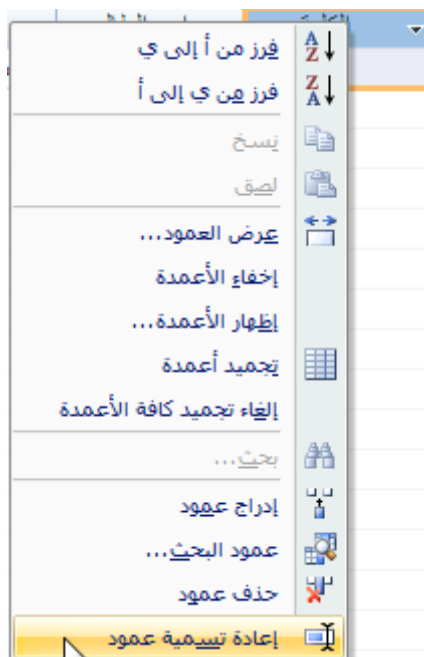 فرز من أ إلى ي
فرز من ي إلى أ
نسخ
لصق
عرض العمود...
إخفاء الأعمدة
إظهار الأعمدة...
تجميد أعمدة
إلغاء تجميد كافة الأعمدة
بحث...
إدراج عمود
عمود البحث...
حذف عمود
إعادة تسمية عمود